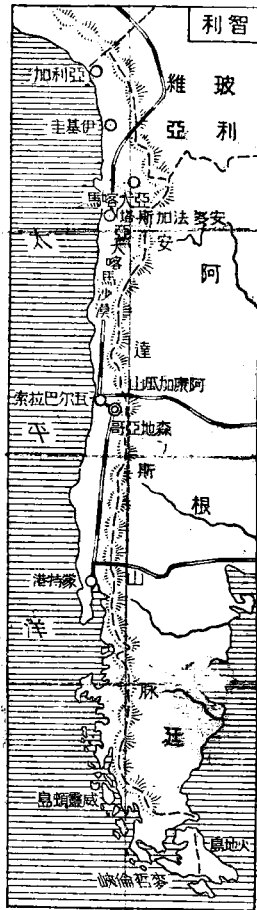 智利
玻利
維亞
亞利加
伊基圭
亞大喀馬
安多法加斯塔
亞大喀馬沙漠
太平洋
安達斯山脈
阿根廷
阿康加瓜山
瓦尔巴拉索
森地亞哥
蒙特港
威靈頓島
火地島
麥哲倫峽